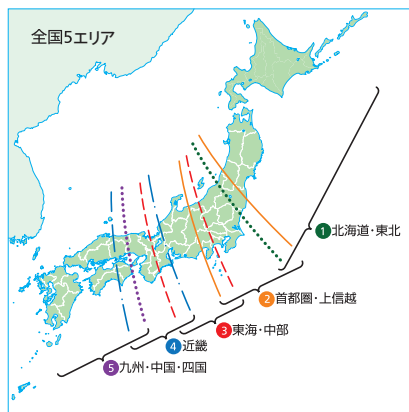 全国5エリア
1北海道・東北
2首都圏・上信越
3東海・中部
4近畿
5九州・中国・四国